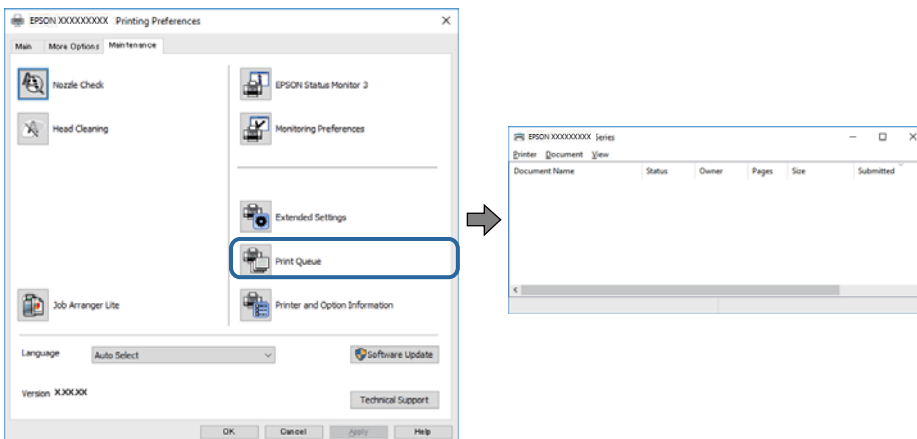 EPSON XXXXXXXXX Printing Preferences
Main More Options Maintenance
Nozzle Check
EPSON Status Monitor 3
Head Cleaning
Monitoring Preferences
Extended Settings
Print Queue
Job Arranger Lite
Printer and Option Information
Language Auto Select
Software Update
Version X.XX.XX
Technical Support
OK Cancel Apply Help
EPSON XXXXXXXXX Series
Printer Document View
Document Name Status Owner Pages Size Submitted